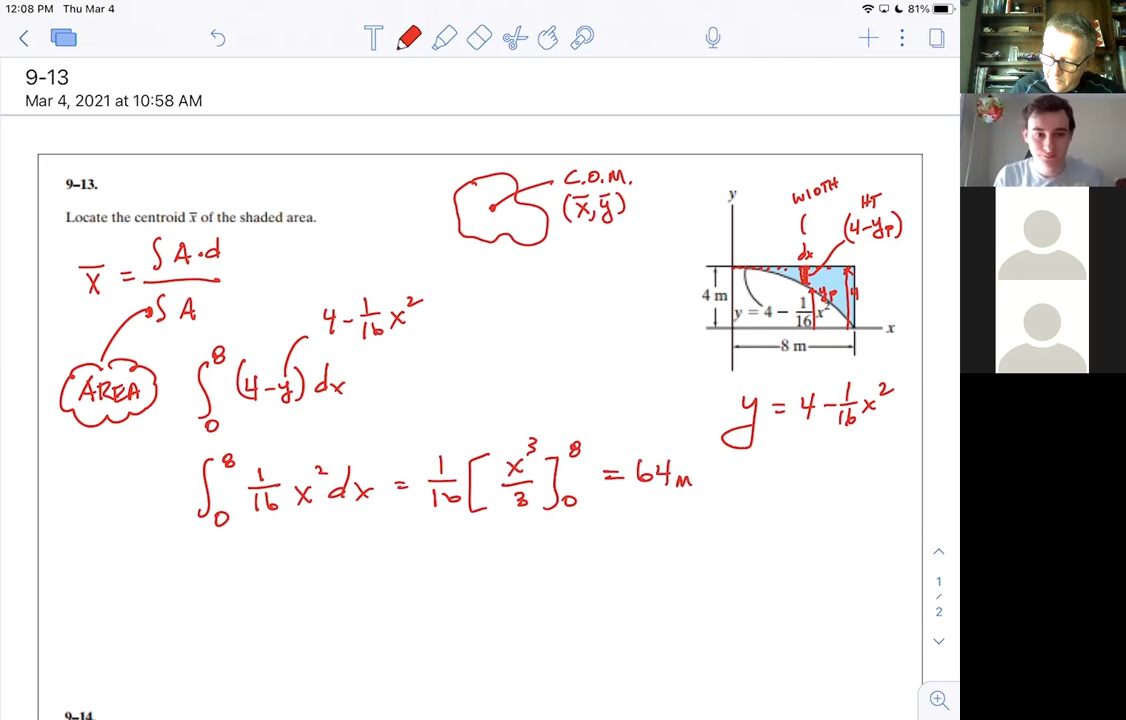 12:08 PM Thu Mar 4
81%
9-13
Mar 4, 2021 at 10:58 AM
9–13.
Locate the centroid x̄ of the shaded area.
C.O.M.
(x̄, ȳ)
x̄ = ∫ A·d / ∫ A
AREA
4 - 1/16 x²
∫₀⁸ (4-y) dx
∫₀⁸ 1/16 x² dx = 1/16 [x³/3]₀⁸ = 64 m
y
WIDTH
HT
(4-yp)
dx
4 m
yp
4
y = 4 – 1/16 x²
x
8 m
y = 4 - 1/16 x²
1
/
2
9–14.